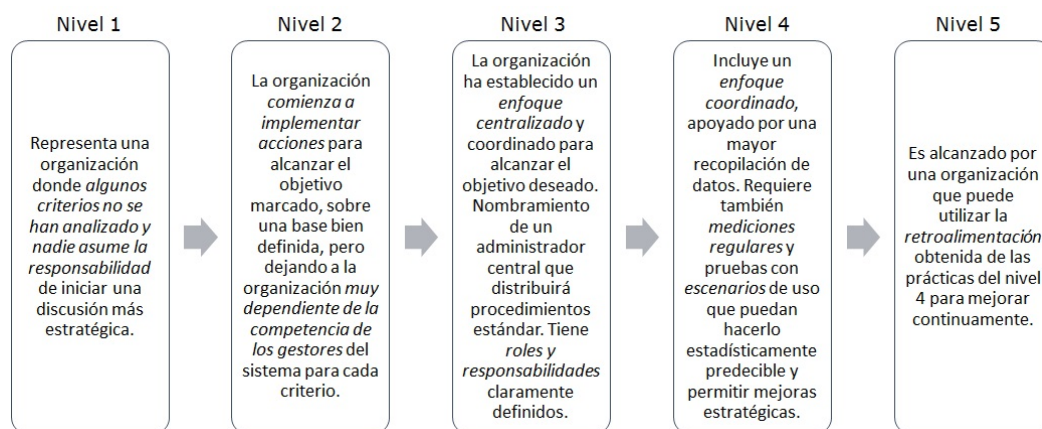 Nivel 1
Representa una
organización
donde algunos
criterios no se
han analizado y
nadie asume la
responsabilidad
de iniciar una
discusión más
estratégica.
Nivel 2
La organización
comienza a
implementar
acciones para
alcanzar el
objetivo
marcado, sobre
una base bien
definida, pero
dejando a la
organización muy
dependiente de la
competencia de
los gestores del
sistema para cada
criterio.
Nivel 3
La organización
ha establecido un
enfoque
centralizado y
coordinado para
alcanzar el
objetivo deseado.
Nombramiento
de un
administrador
central que
distribuirá
procedimientos
estándar. Tiene
roles y
responsabilidades
claramente
definidos.
Nivel 4
Incluye un
enfoque
coordinado,
apoyado por una
mayor
recopilación de
datos. Requiere
también
mediciones
regulares y
pruebas con
escenarios de uso
que puedan
hacerlo
estadísticamente
predecible y
permitir mejoras
estratégicas.
Nivel 5
Es alcanzado por
una organización
que puede
utilizar la
retroalimentación
obtenida de las
prácticas del nivel
4 para mejorar
continuamente.